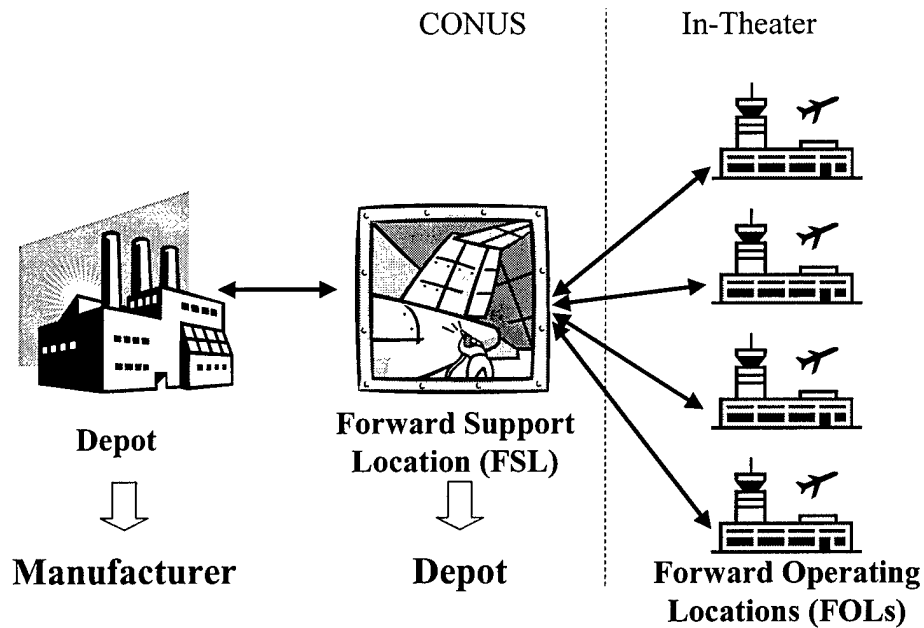 CONUS
In-Theater
Depot
Forward Support
Location (FSL)
Manufacturer
Depot
Forward Operating
Locations (FOLs)